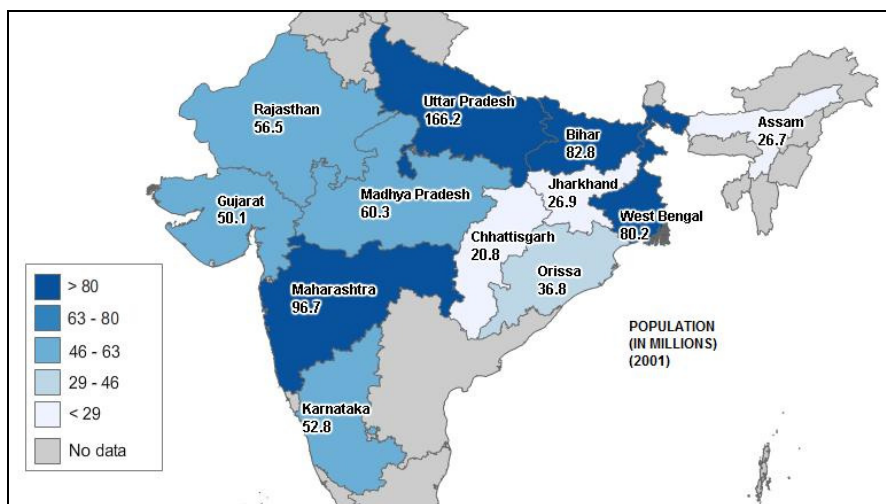 Rajasthan
56.5
Uttar Pradesh
166.2
Bihar
82.8
Assam
26.7
Jharkhand
26.9
Madhya Pradesh
60.3
Gujarat
50.1
West Bengal
80.2
Chhattisgarh
20.8
Orissa
36.8
Maharashtra
96.7
Karnataka
52.8
> 80
63 - 80
46 - 63
29 - 46
< 29
No data
POPULATION
(IN MILLIONS)
(2001)